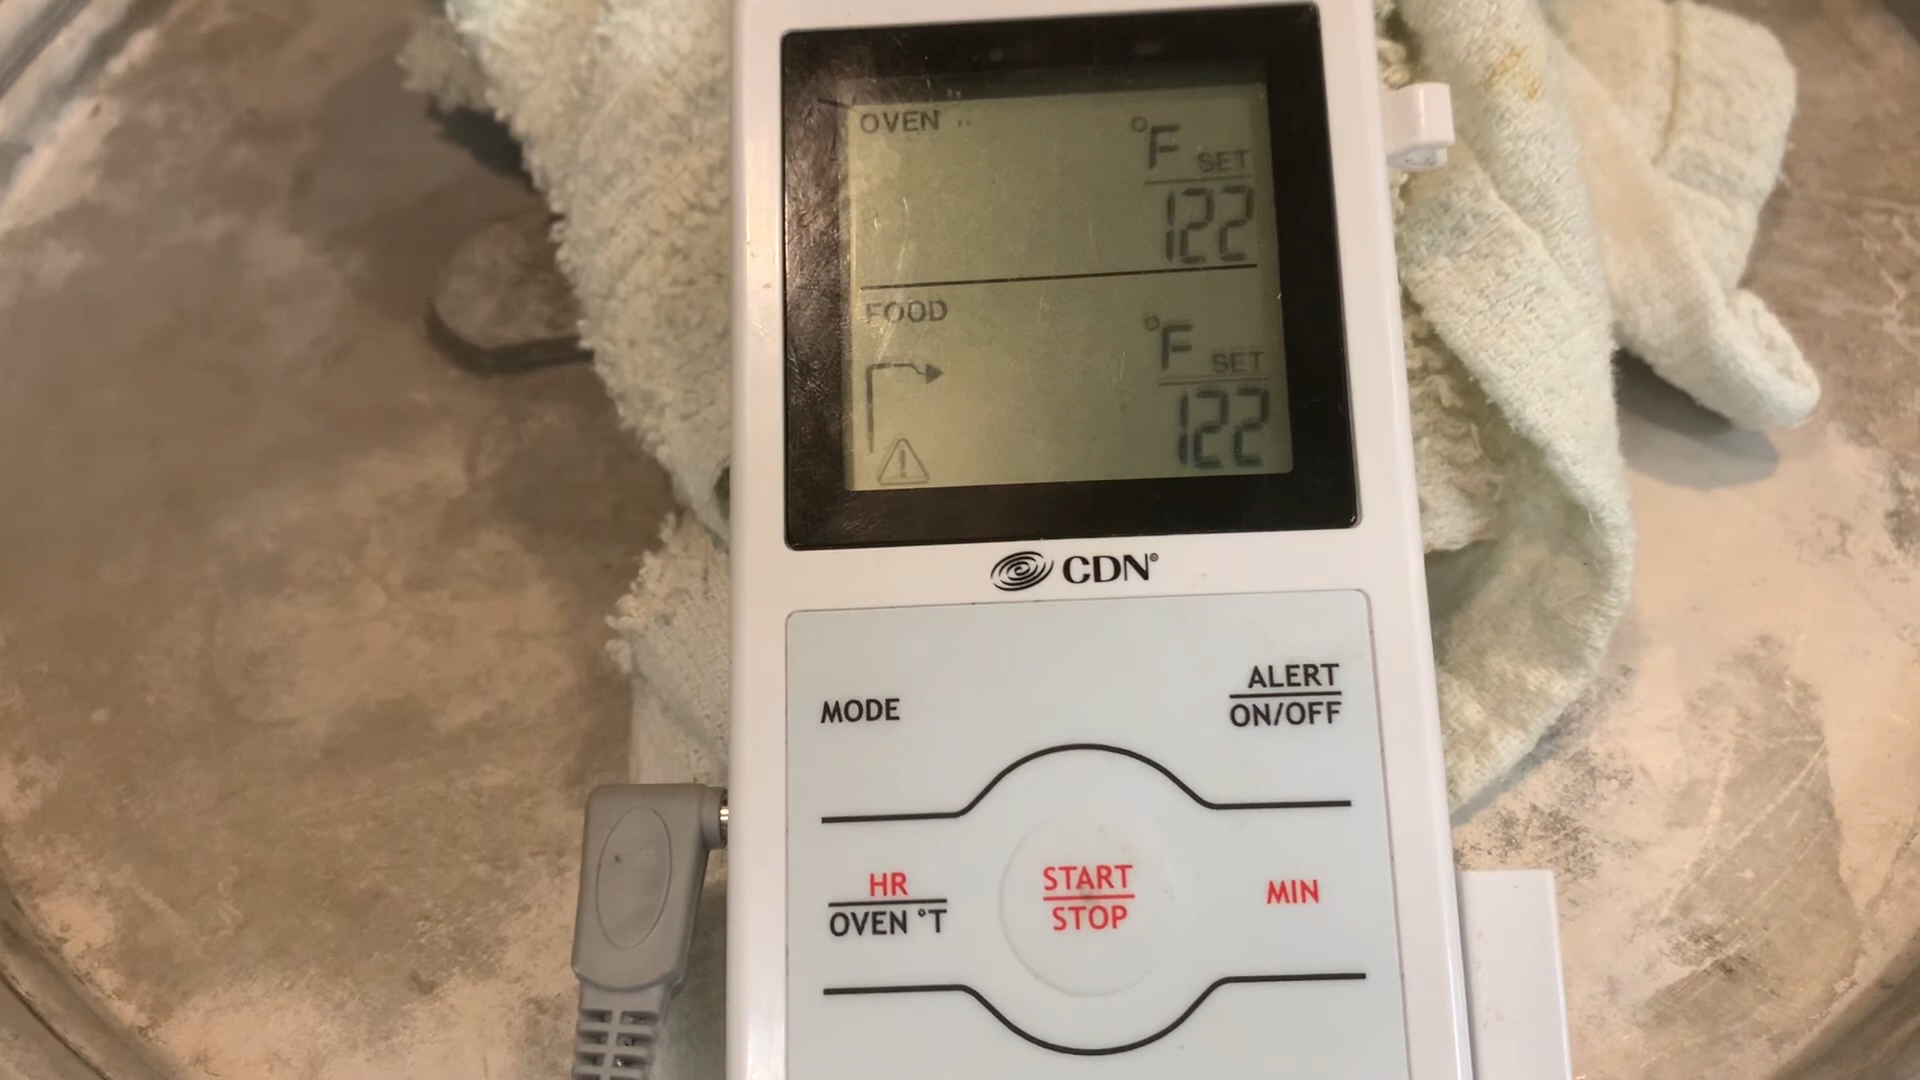 OVEN
°F SET
122
FOOD
°F SET
122
CDN®
MODE
ALERT
ON/OFF
HR
OVEN °T
START
STOP
MIN